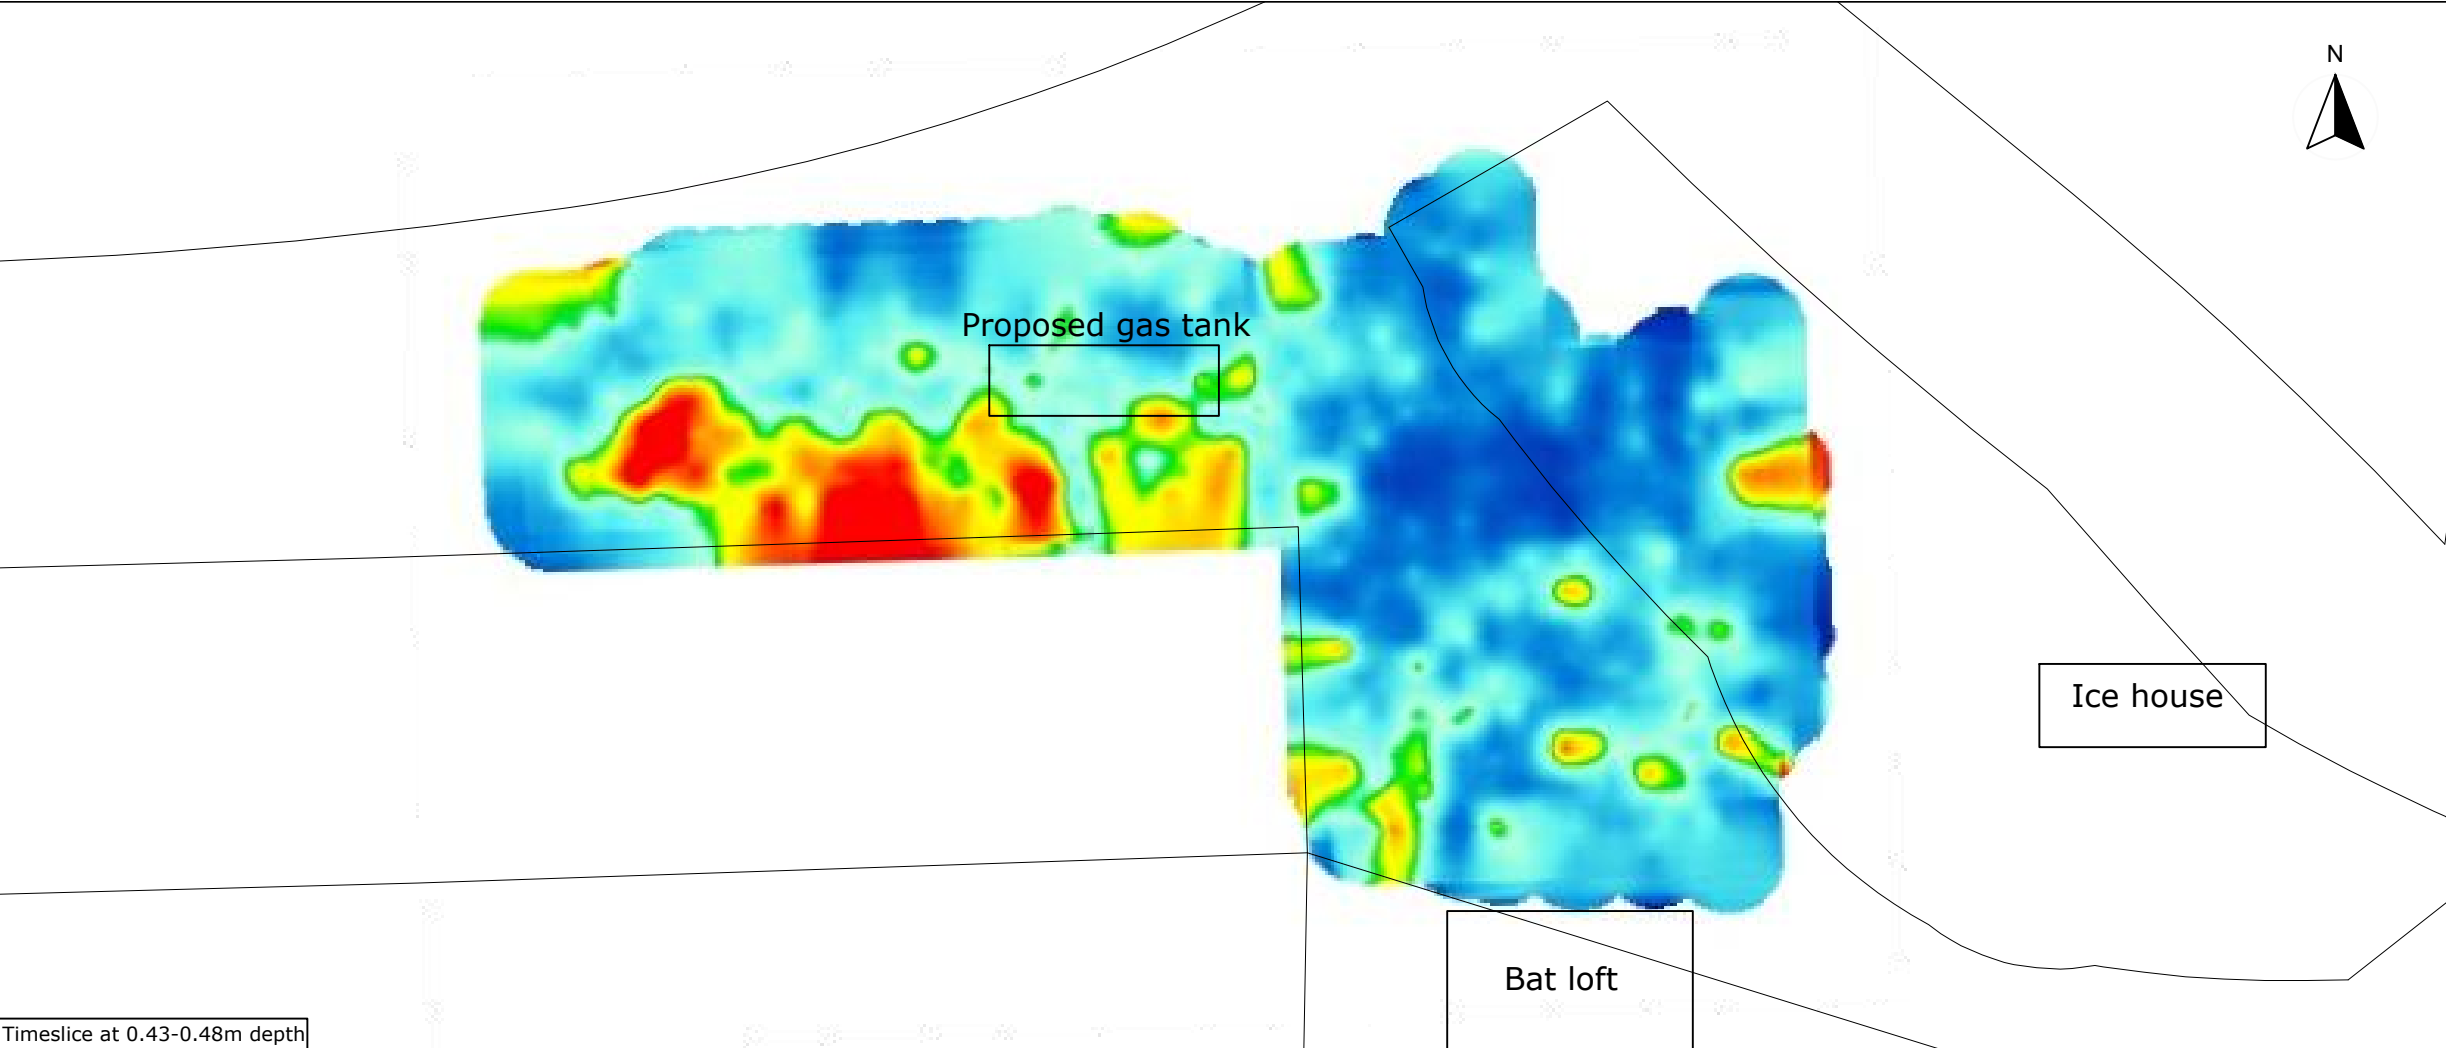 N
Proposed gas tank
Ice house
Bat loft
Timeslice at 0.43-0.48m depth